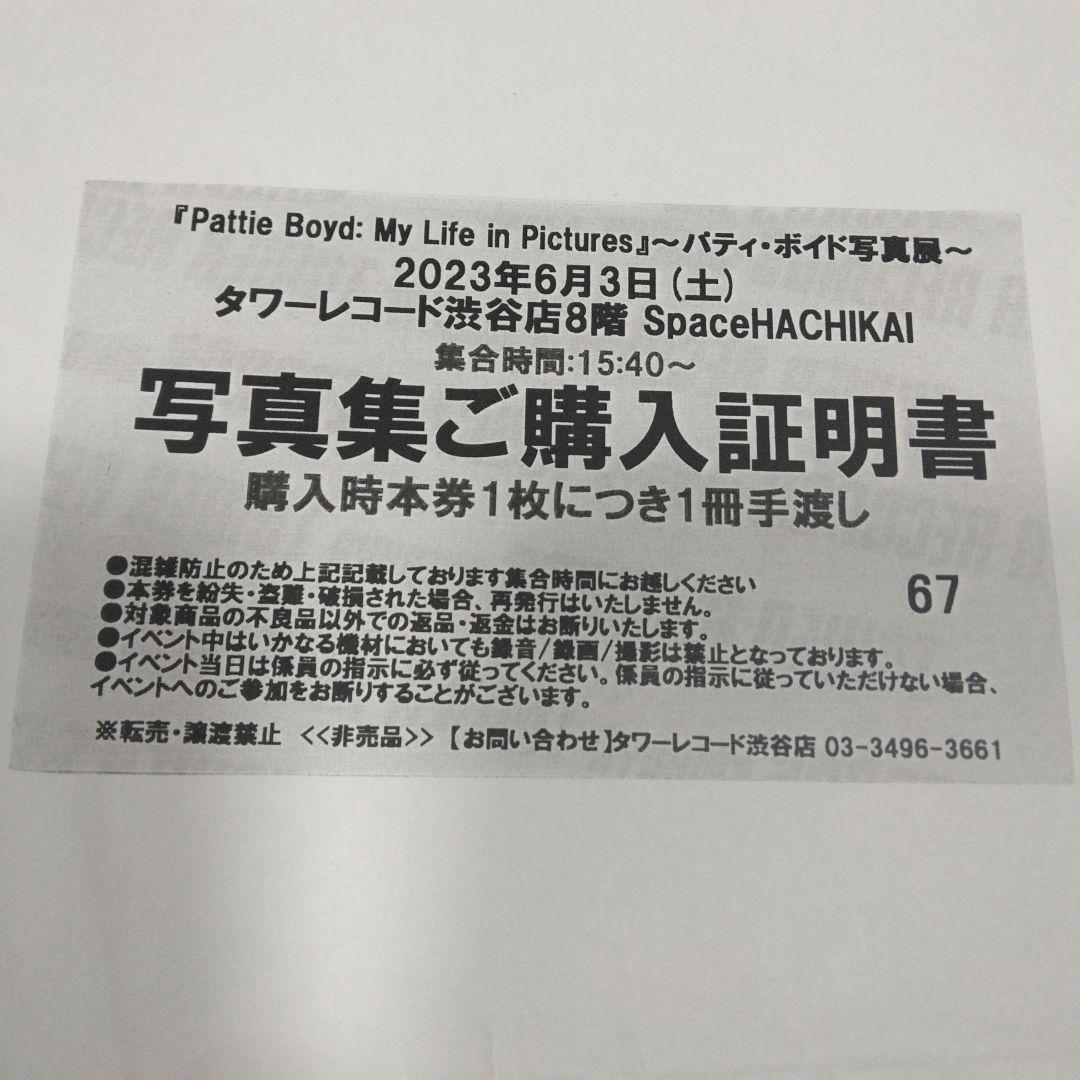 『Pattie Boyd: My Life in Pictures』～パティ・ボイド写真展～
2023年6月3日(土)
タワーレコード渋谷店8階 SpaceHACHIKAI
集合時間:15:40～
写真集ご購入証明書
購入時本券1枚につき1冊手渡し
●混雑防止のため上記記載しております集合時間にお越しください
●本券を紛失・盗難・破損された場合、再発行はいたしません。
67
●対象商品の不良品以外での返品・返金はお断りいたします。
●イベント中はいかなる機材においても録音/録画/撮影は禁止となっております。
●イベント当日は係員の指示に必ず従ってください。係員の指示に従っていただけない場合、
イベントへのご参加をお断りすることがございます。
※転売・譲渡禁止 <<非売品>> 【お問い合わせ】タワーレコード渋谷店 03-3496-3661